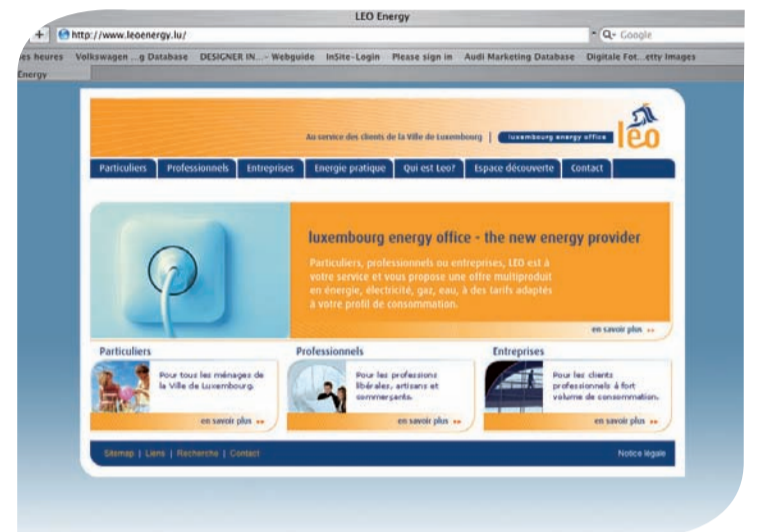 LEO Energy
+ http://www.leoenergy.lu/
Q- Google
es heures Volkswagen ...g Database DESIGNER IN...- Webguide InSite-Login Please sign in Audi Marketing Database Digitale Fot...etty Images
Energy
Au service des clients de la Ville de Luxembourg | luxembourg energy office
leo
Particuliers Professionnels Entreprises Energie pratique Qui est Leo? Espace découverte Contact
luxembourg energy office - the new energy provider
Particuliers, professionnels ou entreprises, LEO est à
votre service et vous propose une offre multiproduit
en énergie, électricité, gaz, eau, à des tarifs adaptés
à votre profil de consommation.
en savoir plus
Particuliers
Pour tous les ménages de
la Ville de Luxembourg.
en savoir plus
Professionnels
Pour les professions
libérales, artisans et
commerçants.
en savoir plus
Entreprises
Pour les clients
professionnels à fort
volume de consommation.
en savoir plus
Sitemap | Liens | Recherche | Contact
Notice légale